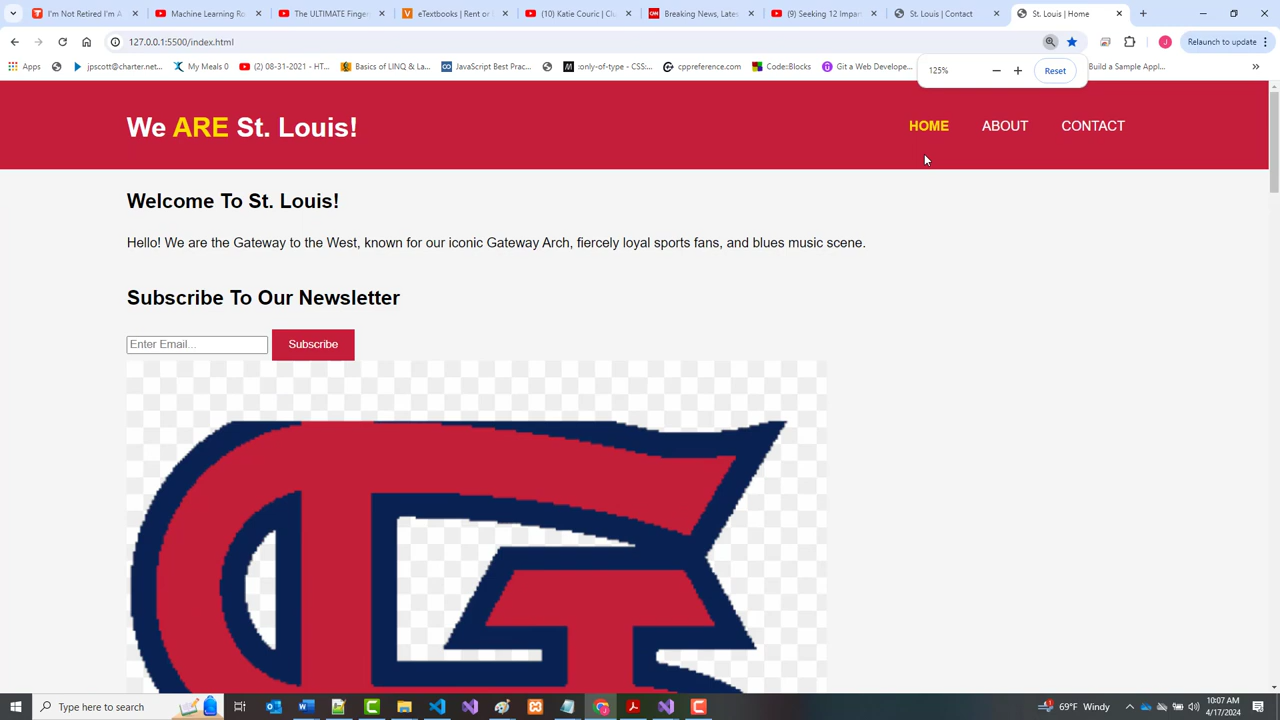 I'm Not Retired I'm A
Machine Learning Ro
The ULTIMATE Finger
eTextbooks | Rent or
(10) Katie Couric | Clu
Breaking News, Lates
(9) Seeking 12 Impa
St. Louis | Contact
St. Louis | Home
127.0.0.1:5500/index.html
Relaunch to update
Apps
jpscott@charter.net...
My Meals 0
(2) 08-31-2021 - HT...
Basics of LINQ & La...
JavaScript Best Prac...
:only-of-type - CSS:...
cppreference.com
Code::Blocks
Git a Web Develope...
Build a Sample Appl...
125%
Reset
We ARE St. Louis!
HOME
ABOUT
CONTACT
Welcome To St. Louis!
Hello! We are the Gateway to the West, known for our iconic Gateway Arch, fiercely loyal sports fans, and blues music scene.
Subscribe To Our Newsletter
Enter Email...
Subscribe
Type here to search
69°F Windy
10:07 AM
4/17/2024